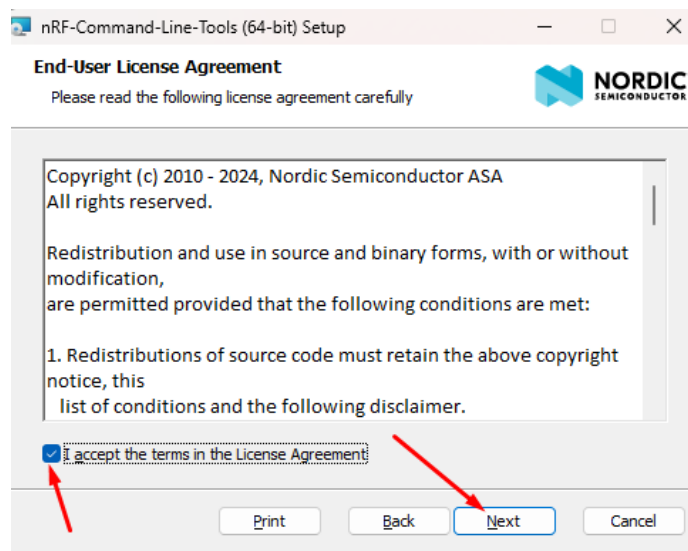 nRF-Command-Line-Tools (64-bit) Setup
End-User License Agreement
Please read the following license agreement carefully
NORDIC
SEMICONDUCTOR
Copyright (c) 2010 - 2024, Nordic Semiconductor ASA
All rights reserved.
Redistribution and use in source and binary forms, with or without
modification,
are permitted provided that the following conditions are met:
1. Redistributions of source code must retain the above copyright
notice, this
list of conditions and the following disclaimer.
I accept the terms in the License Agreement
Print
Back
Next
Cancel